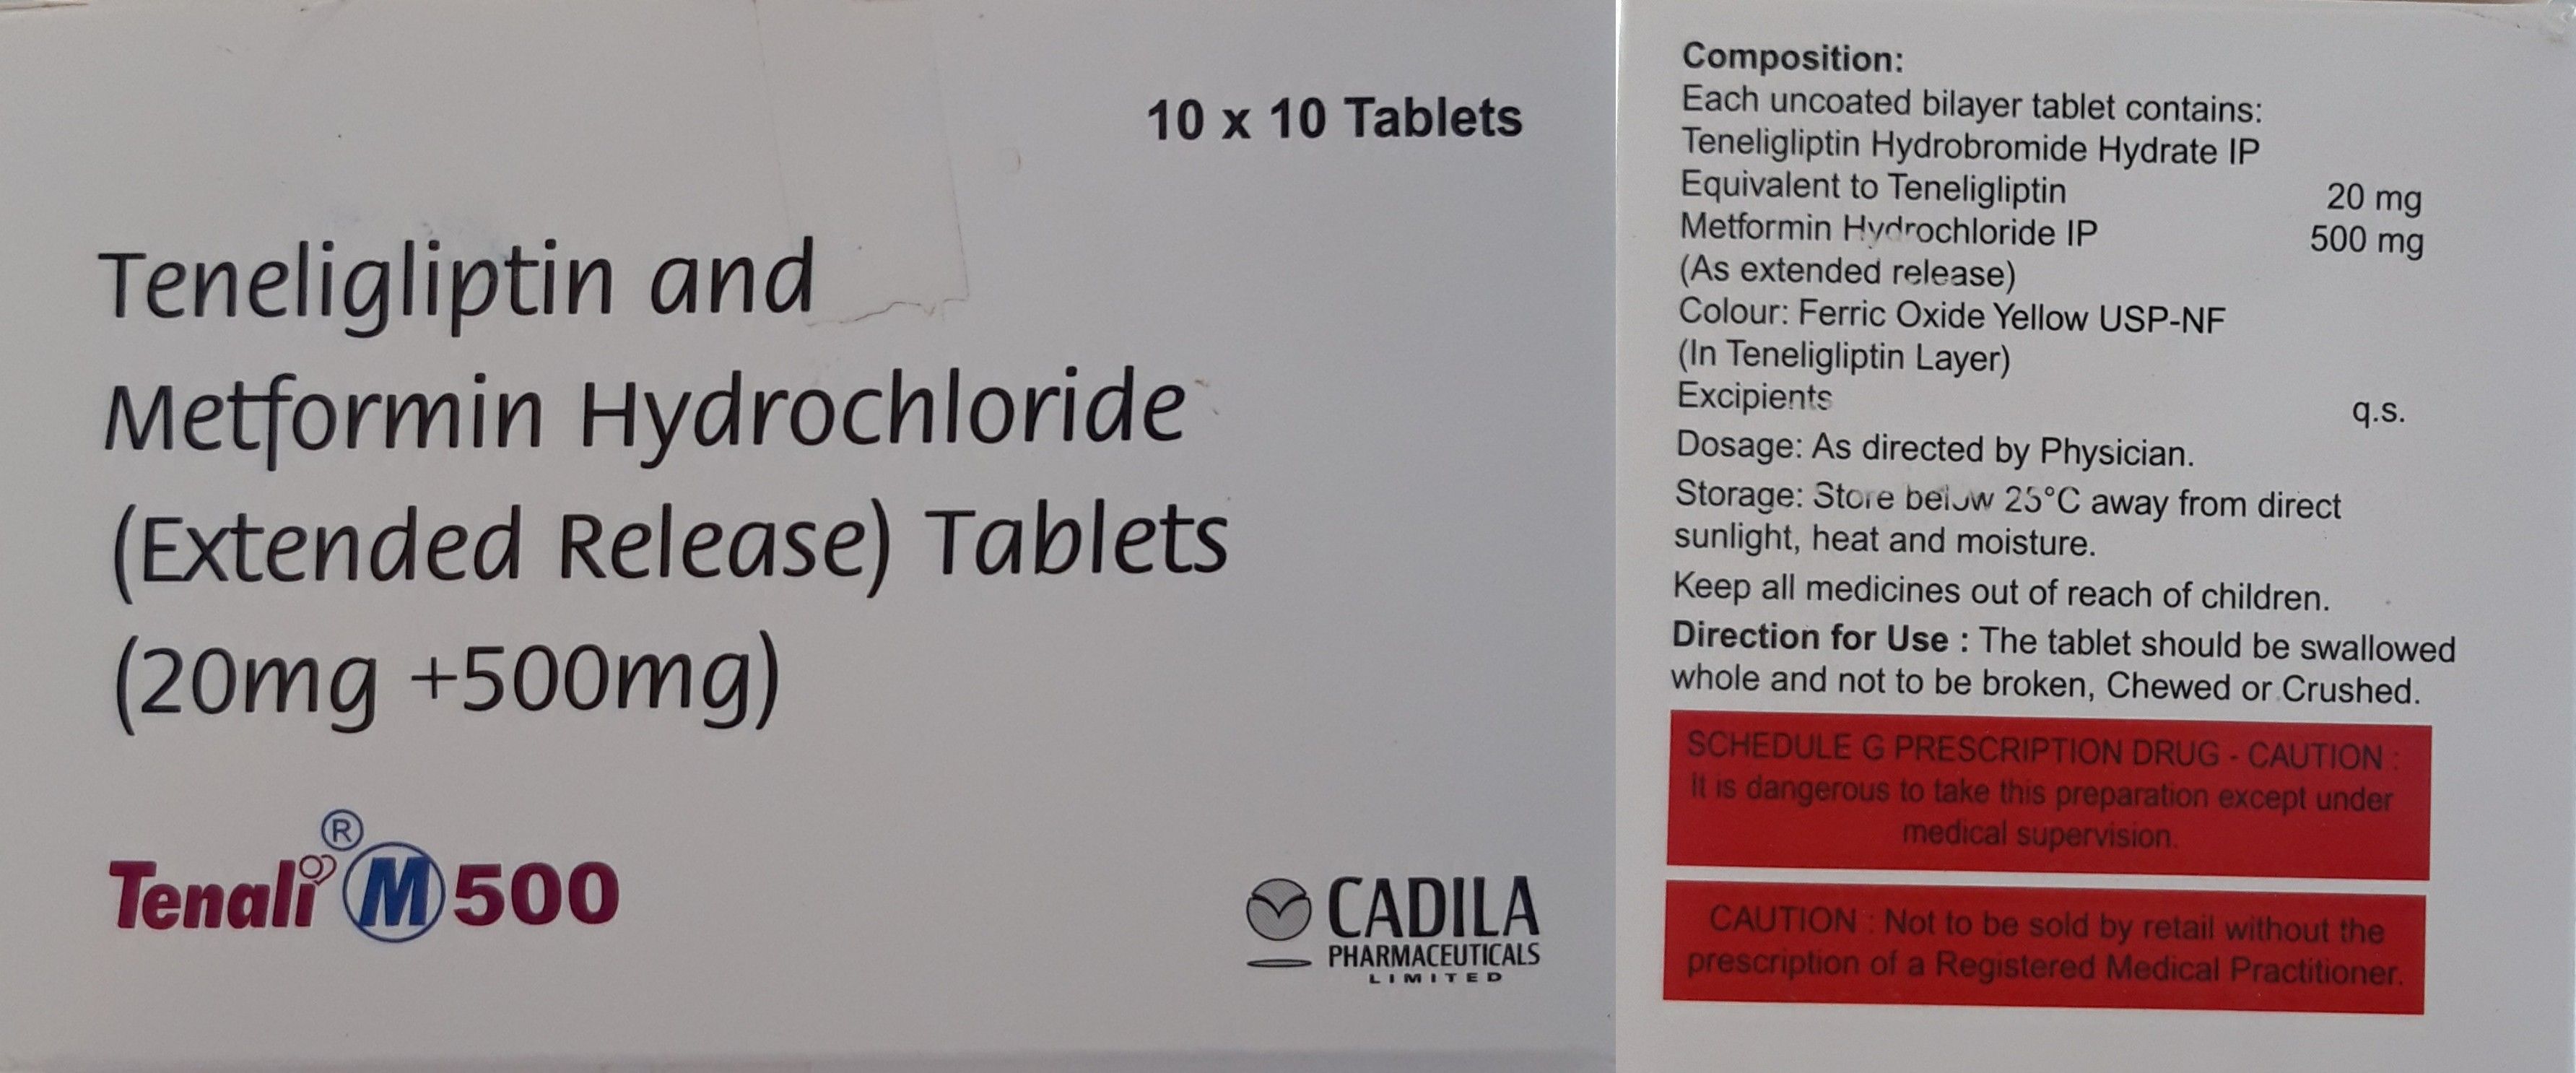 10 x 10 Tablets
Teneligliptin and
Metformin Hydrochloride
(Extended Release) Tablets
(20mg +500mg)
Tenali ® M 500
CADILA
PHARMACEUTICALS
LIMITED
Composition:
Each uncoated bilayer tablet contains:
Teneligliptin Hydrobromide Hydrate IP
Equivalent to Teneligliptin 20 mg
Metformin Hydrochloride IP 500 mg
(As extended release)
Colour: Ferric Oxide Yellow USP-NF
(In Teneligliptin Layer)
Excipients q.s.
Dosage: As directed by Physician.
Storage: Store below 25°C away from direct
sunlight, heat and moisture.
Keep all medicines out of reach of children.
Direction for Use : The tablet should be swallowed
whole and not to be broken, Chewed or Crushed.
SCHEDULE G PRESCRIPTION DRUG - CAUTION :
It is dangerous to take this preparation except under
medical supervision.
CAUTION : Not to be sold by retail without the
prescription of a Registered Medical Practitioner.